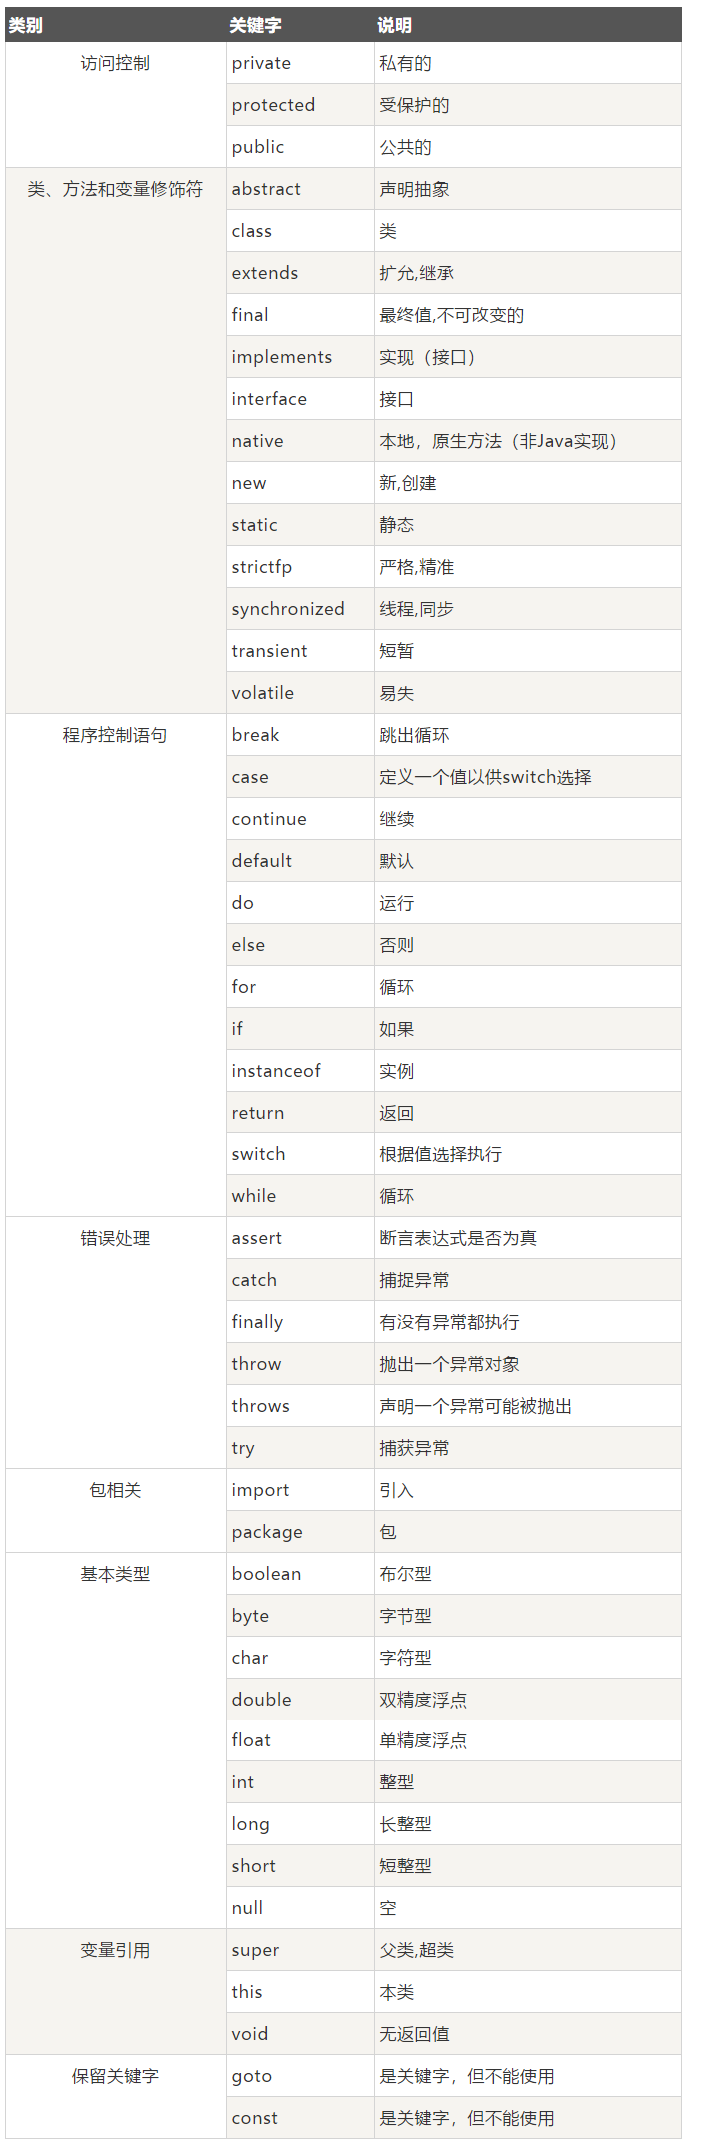 类别 关键字 说明
访问控制 private 私有的
protected 受保护的
public 公共的
类、方法和变量修饰符 abstract 声明抽象
class 类
extends 扩允,继承
final 最终值,不可改变的
implements 实现（接口）
interface 接口
native 本地，原生方法（非Java实现）
new 新,创建
static 静态
strictfp 严格,精准
synchronized 线程,同步
transient 短暂
volatile 易失
程序控制语句 break 跳出循环
case 定义一个值以供switch选择
continue 继续
default 默认
do 运行
else 否则
for 循环
if 如果
instanceof 实例
return 返回
switch 根据值选择执行
while 循环
错误处理 assert 断言表达式是否为真
catch 捕捉异常
finally 有没有异常都执行
throw 抛出一个异常对象
throws 声明一个异常可能被抛出
try 捕获异常
包相关 import 引入
package 包
基本类型 boolean 布尔型
byte 字节型
char 字符型
double 双精度浮点
float 单精度浮点
int 整型
long 长整型
short 短整型
null 空
变量引用 super 父类,超类
this 本类
void 无返回值
保留关键字 goto 是关键字，但不能使用
const 是关键字，但不能使用